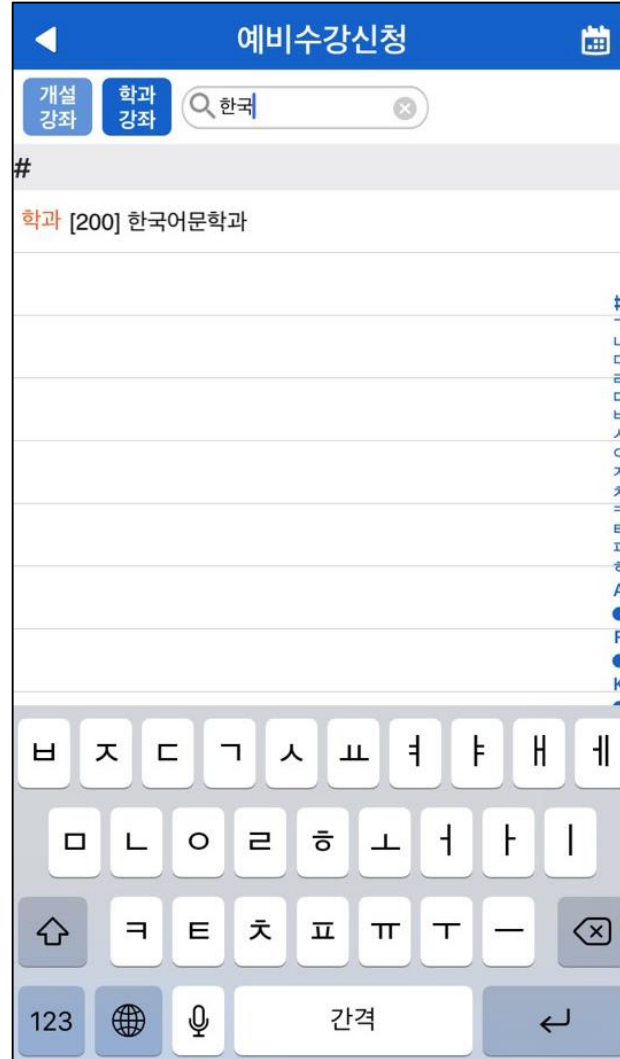 예비수강신청
개설
강좌
학과
강좌
한국
#
학과 [200] 한국어문학과
ㅂ ㅈ ㄷ ㄱ ㅅ ㅛ ㅕ ㅑ ㅐ ㅔ
ㅁ ㄴ ㅇ ㄹ ㅎ ㅗ ㅓ ㅏ ㅣ
ㅋ ㅌ ㅊ ㅍ ㅠ ㅜ ㅡ
123 간격